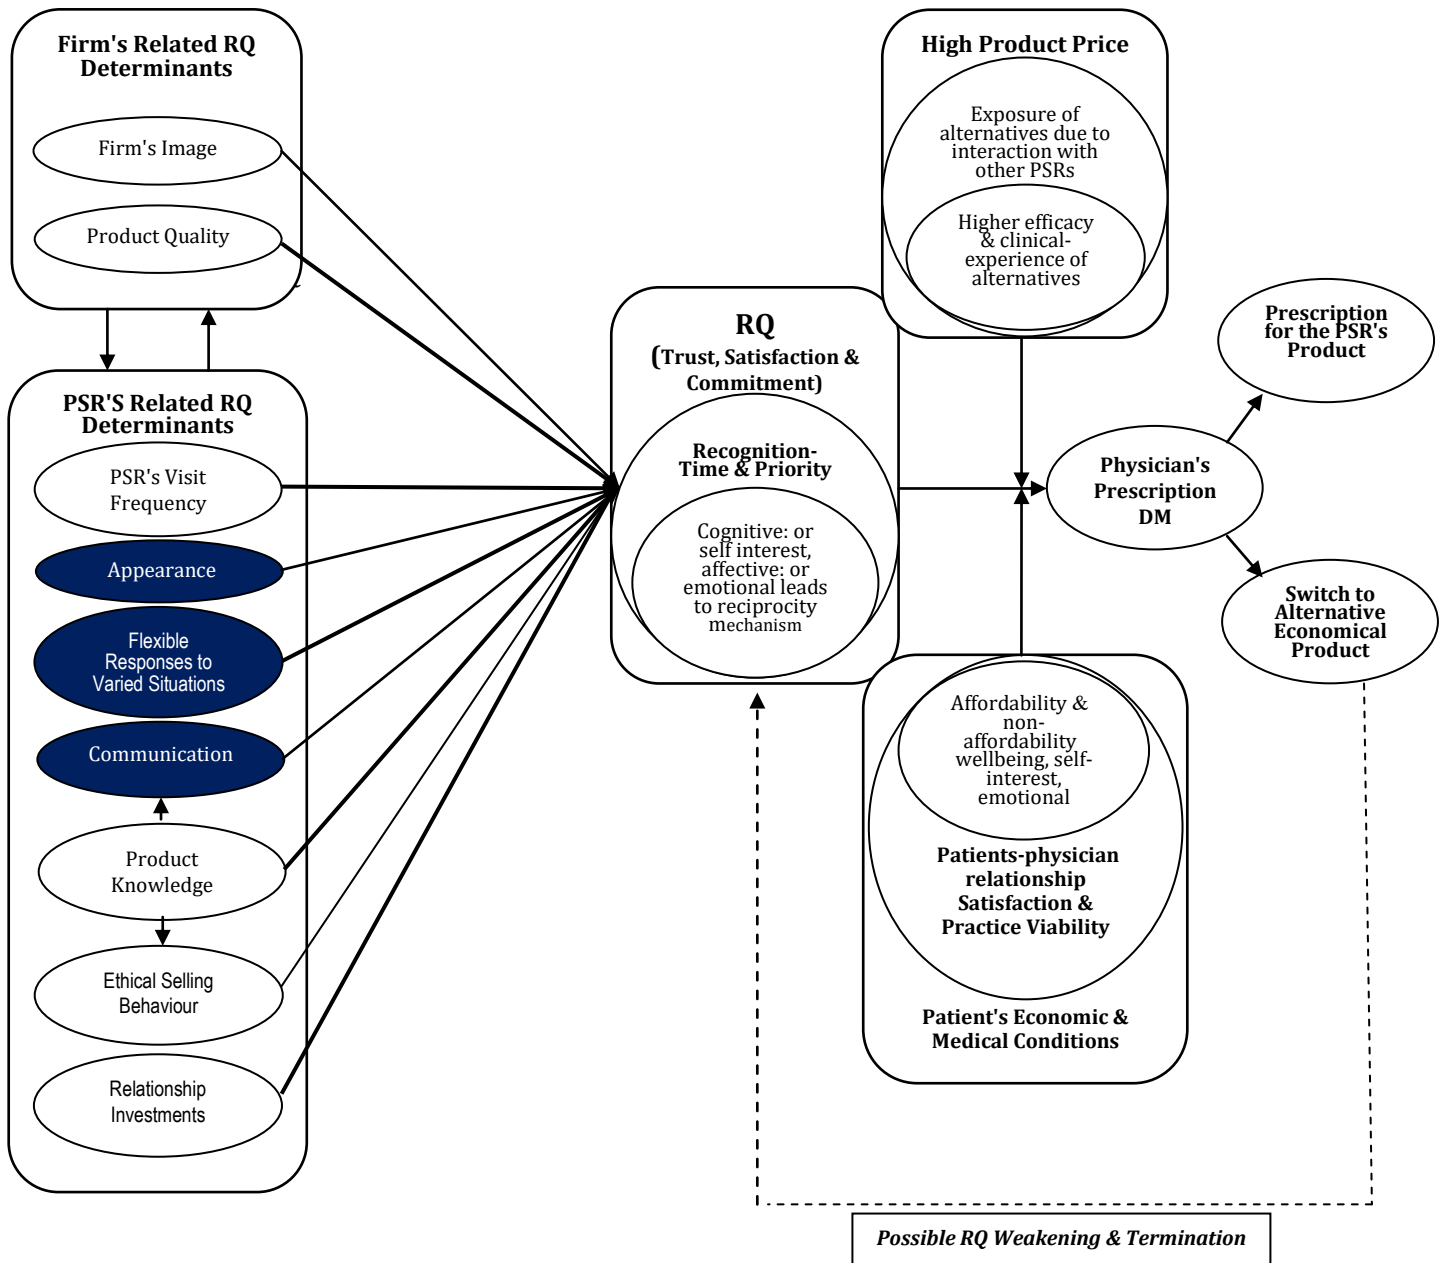 Firm's Related RQ
Determinants
Firm's Image
Product Quality
PSR'S Related RQ
Determinants
PSR's Visit
Frequency
Appearance
Flexible
Responses to
Varied Situations
Communication
Product
Knowledge
Ethical Selling
Behaviour
Relationship
Investments
RQ
(Trust, Satisfaction &
Commitment)
Recognition-
Time & Priority
Cognitive: or
self interest,
affective: or
emotional leads
to reciprocity
mechanism
High Product Price
Exposure of
alternatives due to
interaction with
other PSRs
Higher efficacy
& clinical-
experience of
alternatives
Affordability &
non-
affordability
wellbeing, self-
interest,
emotional
Patients-physician
relationship
Satisfaction &
Practice Viability
Patient's Economic &
Medical Conditions
Physician's
Prescription
DM
Prescription
for the PSR's
Product
Switch to
Alternative
Economical
Product
Possible RQ Weakening & Termination